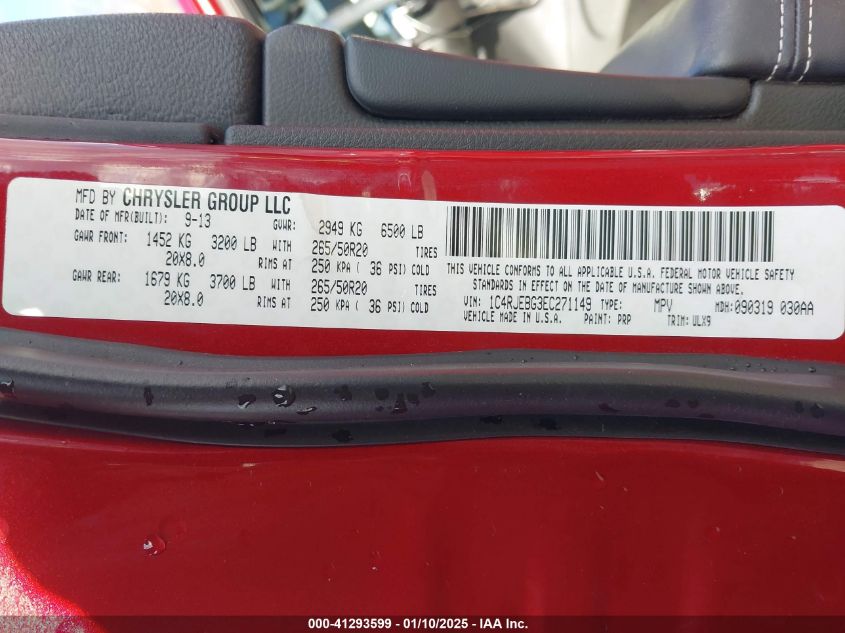 MFD BY CHRYSLER GROUP LLC
DATE OF MFR(BUILT): 9-13 GVWR: 2949 KG 6500 LB
GAWR FRONT: 1452 KG 3200 LB WITH 265/50R20 TIRES
20X8.0 RIMS AT 250 KPA ( 36 PSI) COLD
GAWR REAR: 1679 KG 3700 LB WITH 265/50R20 TIRES
20X8.0 RIMS AT 250 KPA ( 36 PSI) COLD
THIS VEHICLE CONFORMS TO ALL APPLICABLE U.S.A. FEDERAL MOTOR VEHICLE SAFETY
STANDARDS IN EFFECT ON THE DATE OF MANUFACTURE SHOWN ABOVE.
VIN: 1C4RJEBG3EC271149 TYPE: MPV MDH: 090319 030AA
VEHICLE MADE IN U.S.A. PAINT: PRP TRIM: ULX9
000-41293599 - 01/10/2025 - IAA Inc.